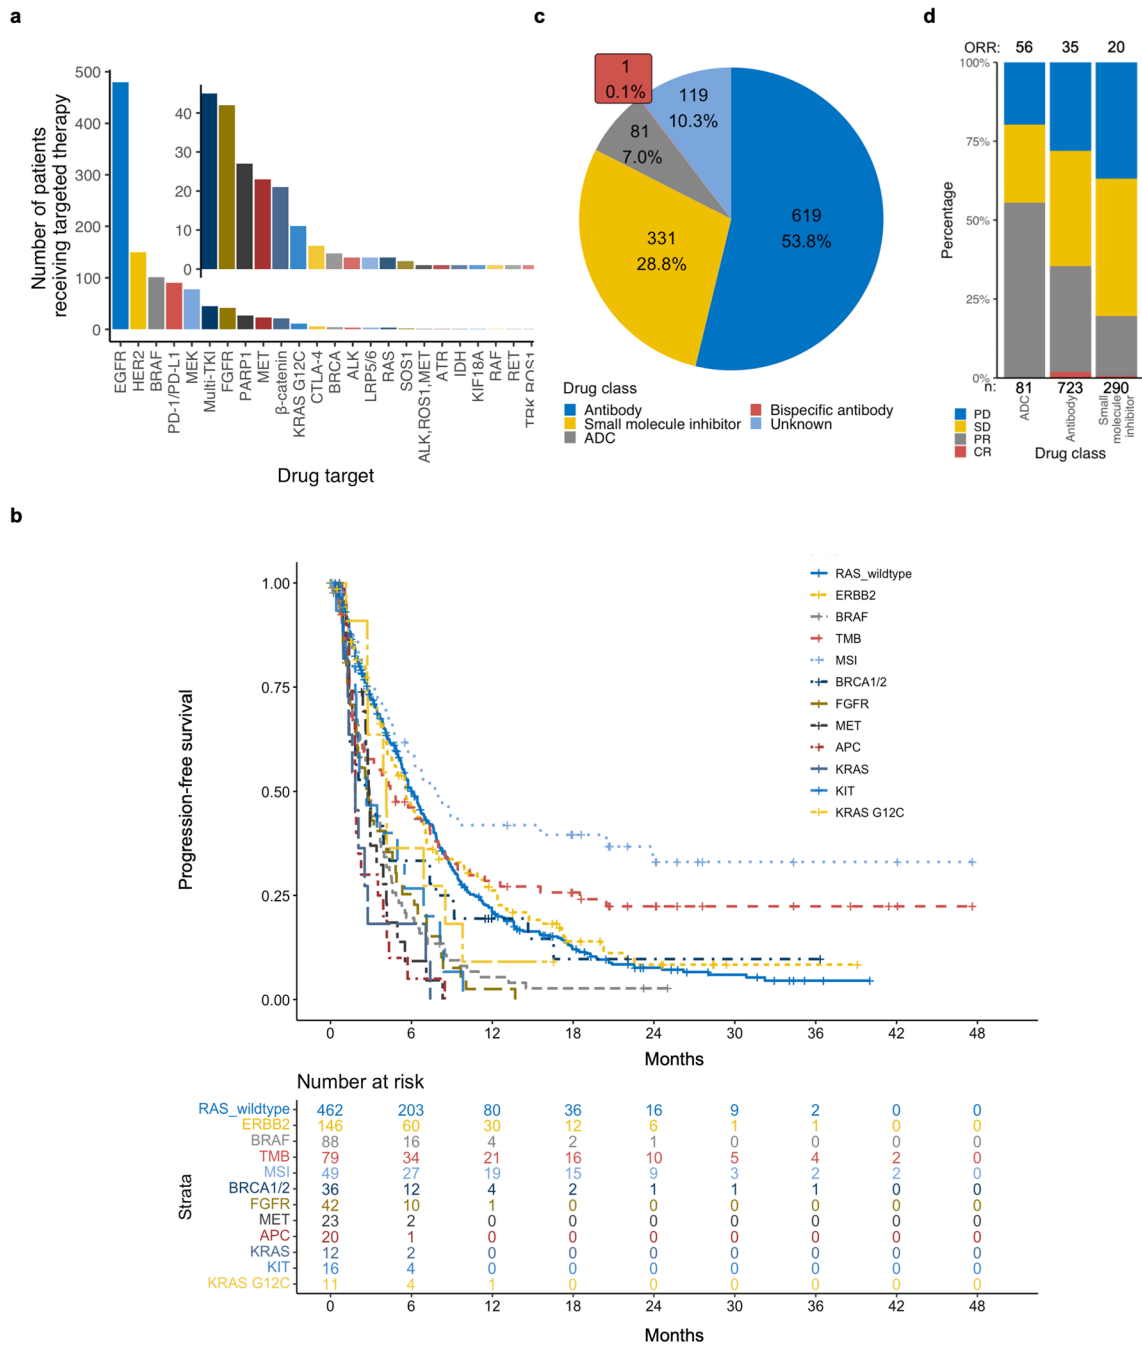 a
Number of patients
receiving targeted therapy
500
400
300
200
100
0
40
30
20
10
0
EGFR
HER2
BRAF
PD-1/PD-L1
MEK
Multi-TKI
FGFR
PARP1
MET
β-catenin
KRAS G12C
CTLA-4
BRCA
ALK
LRP5/6
RAS
SOS1
ALK,ROS1,MET
ATR
IDH
KIF18A
RAF
RET
TRK,ROS1
Drug target
c
1
0.1%
119
10.3%
81
7.0%
331
28.8%
619
53.8%
Drug class
Antibody
Small molecule inhibitor
ADC
Bispecific antibody
Unknown
d
ORR: 56 35 20
Percentage
100%
75%
50%
25%
0%
n: 81 723 290
ADC
Antibody
Small
molecule
inhibitor
PD
SD
PR
CR
Drug class
b
Progression-free survival
1.00
0.75
0.50
0.25
0.00
RAS_wildtype
ERBB2
BRAF
TMB
MSI
BRCA1/2
FGFR
MET
APC
KRAS
KIT
KRAS G12C
0 6 12 18 24 30 36 42 48
Months
Number at risk
Strata
RAS_wildtype 462 203 80 36 16 9 2 0 0
ERBB2 146 60 30 12 6 1 1 0 0
BRAF 88 16 4 2 1 0 0 0 0
TMB 79 34 21 16 10 5 4 2 0
MSI 49 27 19 15 9 3 2 2 0
BRCA1/2 36 12 4 2 1 1 1 0 0
FGFR 42 10 1 0 0 0 0 0 0
MET 23 2 0 0 0 0 0 0 0
APC 20 1 0 0 0 0 0 0 0
KRAS 12 2 0 0 0 0 0 0 0
KIT 16 4 0 0 0 0 0 0 0
KRAS G12C 11 4 1 0 0 0 0 0 0
0 6 12 18 24 30 36 42 48
Months